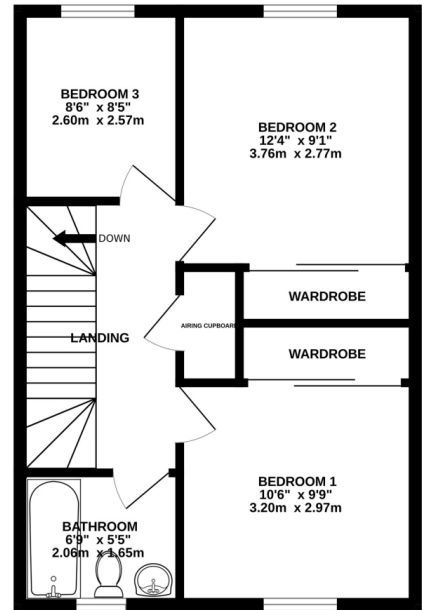 BEDROOM 3
8'6" x 8'5"
2.60m x 2.57m
BEDROOM 2
12'4" x 9'1"
3.76m x 2.77m
DOWN
WARDROBE
AIRING CUPBOARD
LANDING
WARDROBE
BEDROOM 1
10'6" x 9'9"
3.20m x 2.97m
BATHROOM
6'9" x 5'5"
2.06m x 1.65m